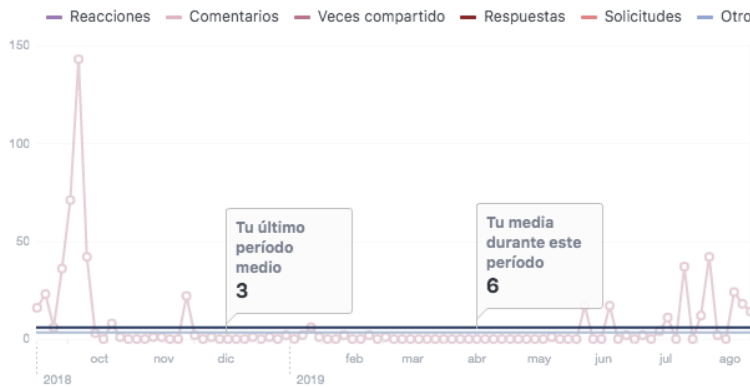 Reacciones Comentarios Veces compartido Respuestas Solicitudes Otro
150
100
50
0
Tu último
período
medio
3
Tu media
durante este
período
6
oct nov dic feb mar abr may jun jul ago
2018 2019